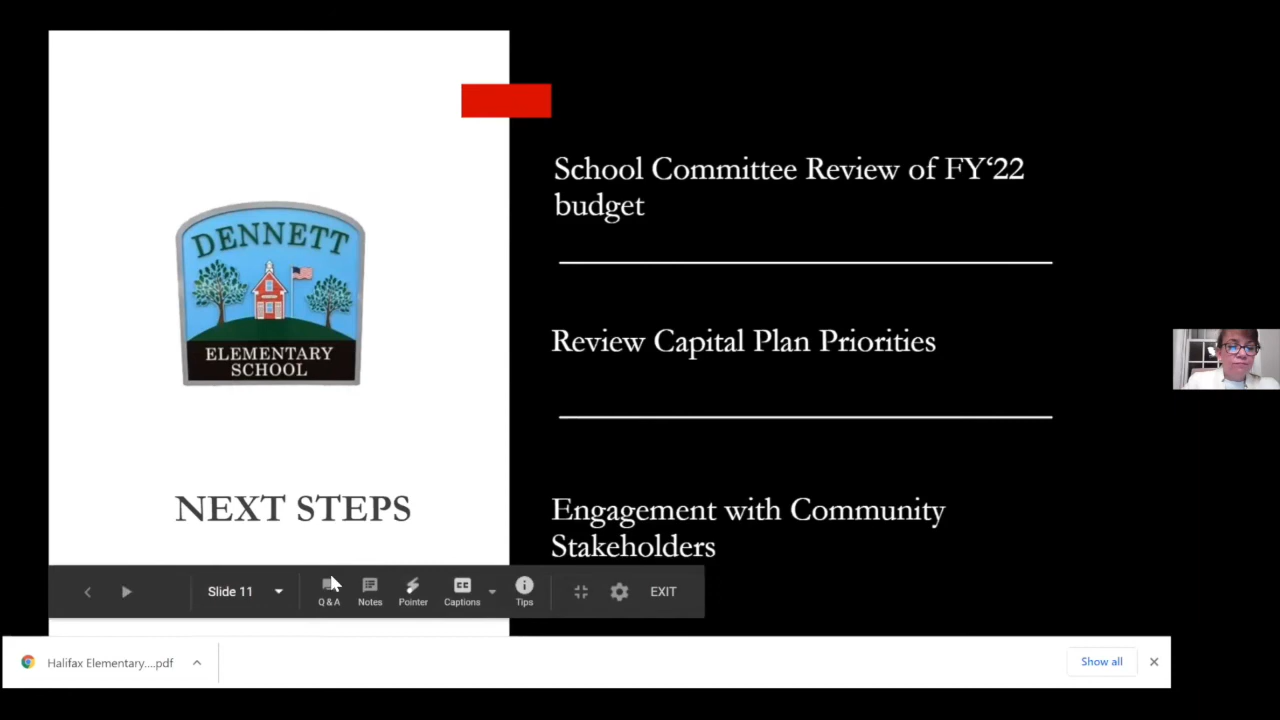 School Committee Review of FY‘22
budget
DENNETT
ELEMENTARY
SCHOOL
Review Capital Plan Priorities
NEXT STEPS
Engagement with Community
Stakeholders
Slide 11
Q & A
Notes
Pointer
CC
Captions
Tips
EXIT
Halifax Elementary....pdf
Show all